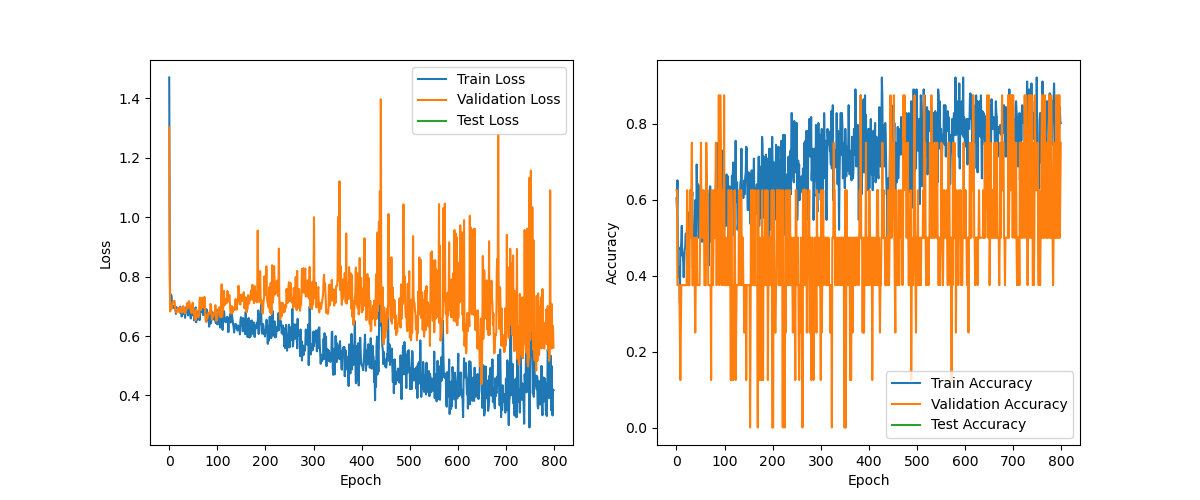 Train Loss
Validation Loss
Test Loss
1.4
1.2
1.0
0.8
0.6
0.4
Loss
0 100 200 300 400 500 600 700 800
Epoch
0.8
0.6
0.4
0.2
0.0
Accuracy
Train Accuracy
Validation Accuracy
Test Accuracy
0 100 200 300 400 500 600 700 800
Epoch